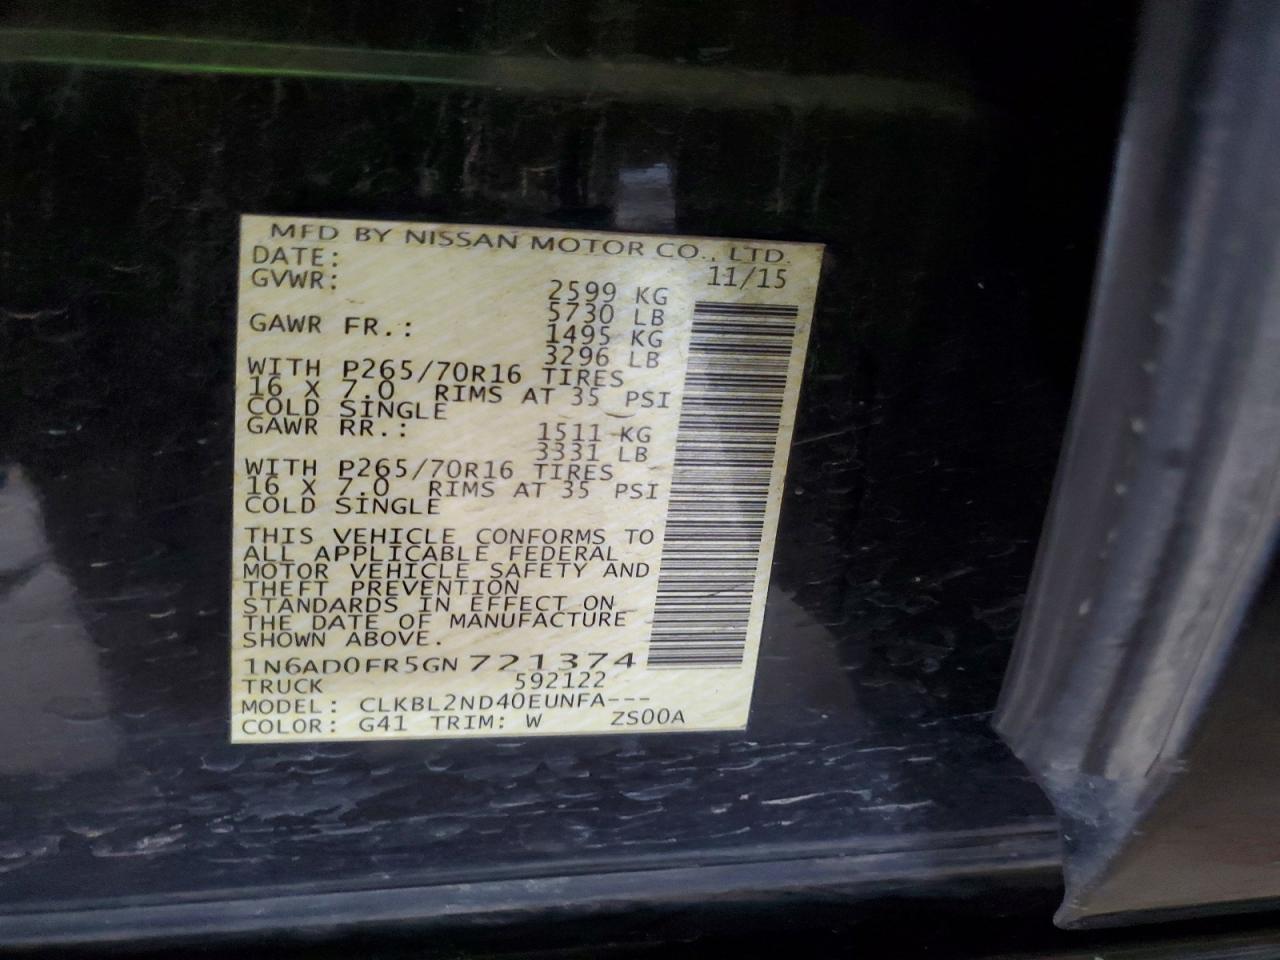 MFD BY NISSAN MOTOR CO., LTD.
DATE: 11/15
GVWR: 2599 KG
5730 LB
GAWR FR.: 1495 KG
3296 LB
WITH P265/70R16 TIRES
16 X 7.0 RIMS AT 35 PSI
COLD SINGLE
GAWR RR.: 1511 KG
3331 LB
WITH P265/70R16 TIRES
16 X 7.0 RIMS AT 35 PSI
COLD SINGLE
THIS VEHICLE CONFORMS TO
ALL APPLICABLE FEDERAL
MOTOR VEHICLE SAFETY AND
THEFT PREVENTION
STANDARDS IN EFFECT ON
THE DATE OF MANUFACTURE
SHOWN ABOVE.
1N6AD0FR5GN721374
TRUCK 592122
MODEL: CLKBL2ND40EUNFA---
COLOR: G41 TRIM: W ZS00A